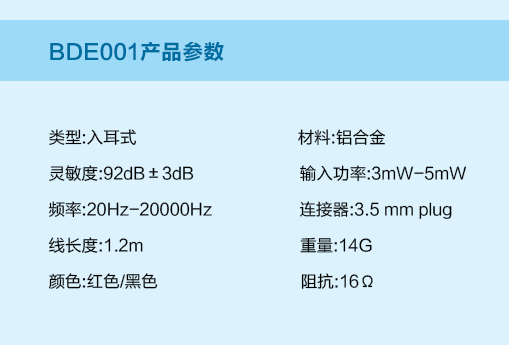 BDE001产品参数
类型:入耳式
材料:铝合金
灵敏度:92dB±3dB
输入功率:3mW-5mW
频率:20Hz-20000Hz
连接器:3.5 mm plug
线长度:1.2m
重量:14G
颜色:红色/黑色
阻抗:16Ω